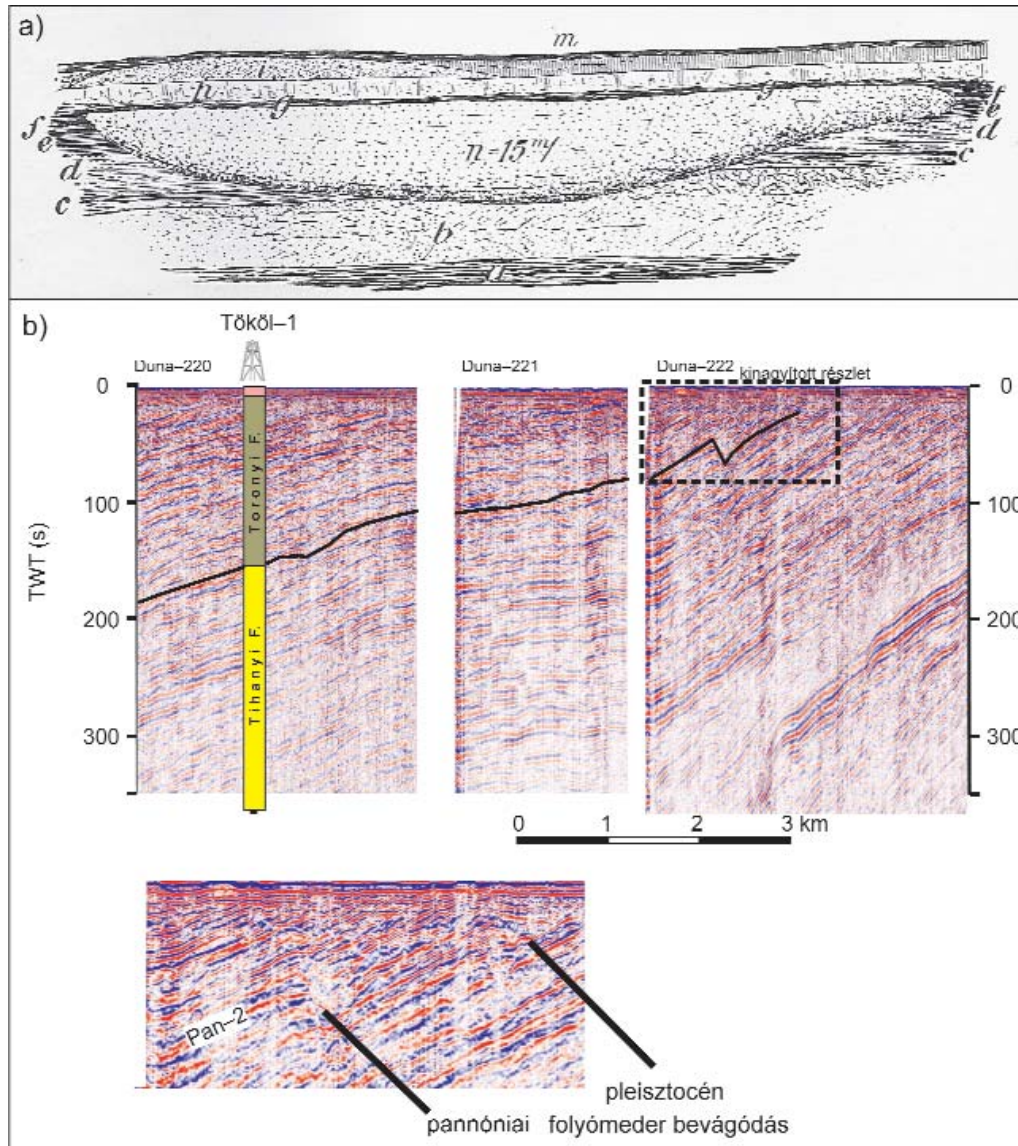 a)
m
i
h
g
g
f
e
d
c
n=15 m/
f
d
c
b
a
b)
Tököl–1
Duna–220
Duna–221
Duna–222
kinagyított részlet
0
100
200
300
TWT (s)
Toronyi F.
Tihanyi F.
0
100
200
300
0 1 2 3 km
Pan–2
pleisztocén
pannóniai folyómeder bevágódás